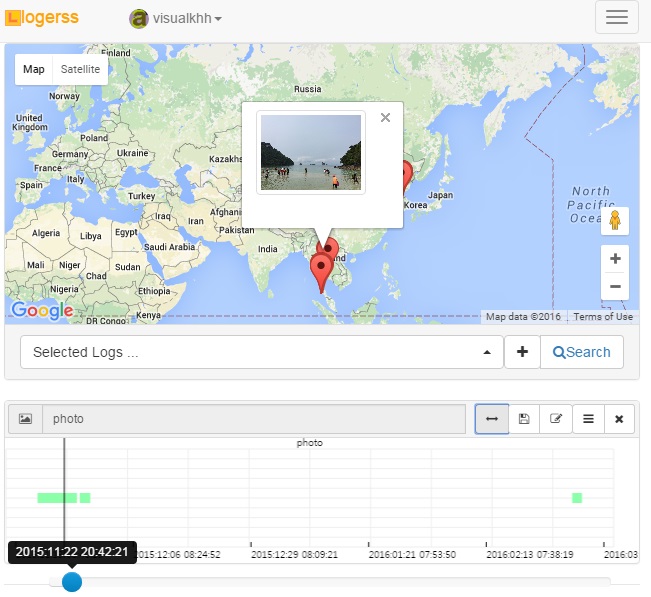 Logerss
visualkhh
Map
Satellite
Finland
Norway
Russia
United
Kingdom
Poland
Germany
Ukraine
France
Kazakhs
Italy
Spain
Turkey
Japan
Korea
North
Pacific
Ocea
Iraq
Iran
Afghani
Pakistan
Algeria
Libya
Egypt
Saudi Arabia
India
nd
Mali
Niger
Sudan
Chad
Ethiopia
Google
DR Congo
Kenya
Map data ©2016
Terms of Use
Selected Logs ...
Search
photo
photo
2015:11:22 20:42:21
2015:12:06 08:24:52
2015:12:29 08:09:21
2016:01:21 07:53:50
2016:02:13 07:38:19
2016:03